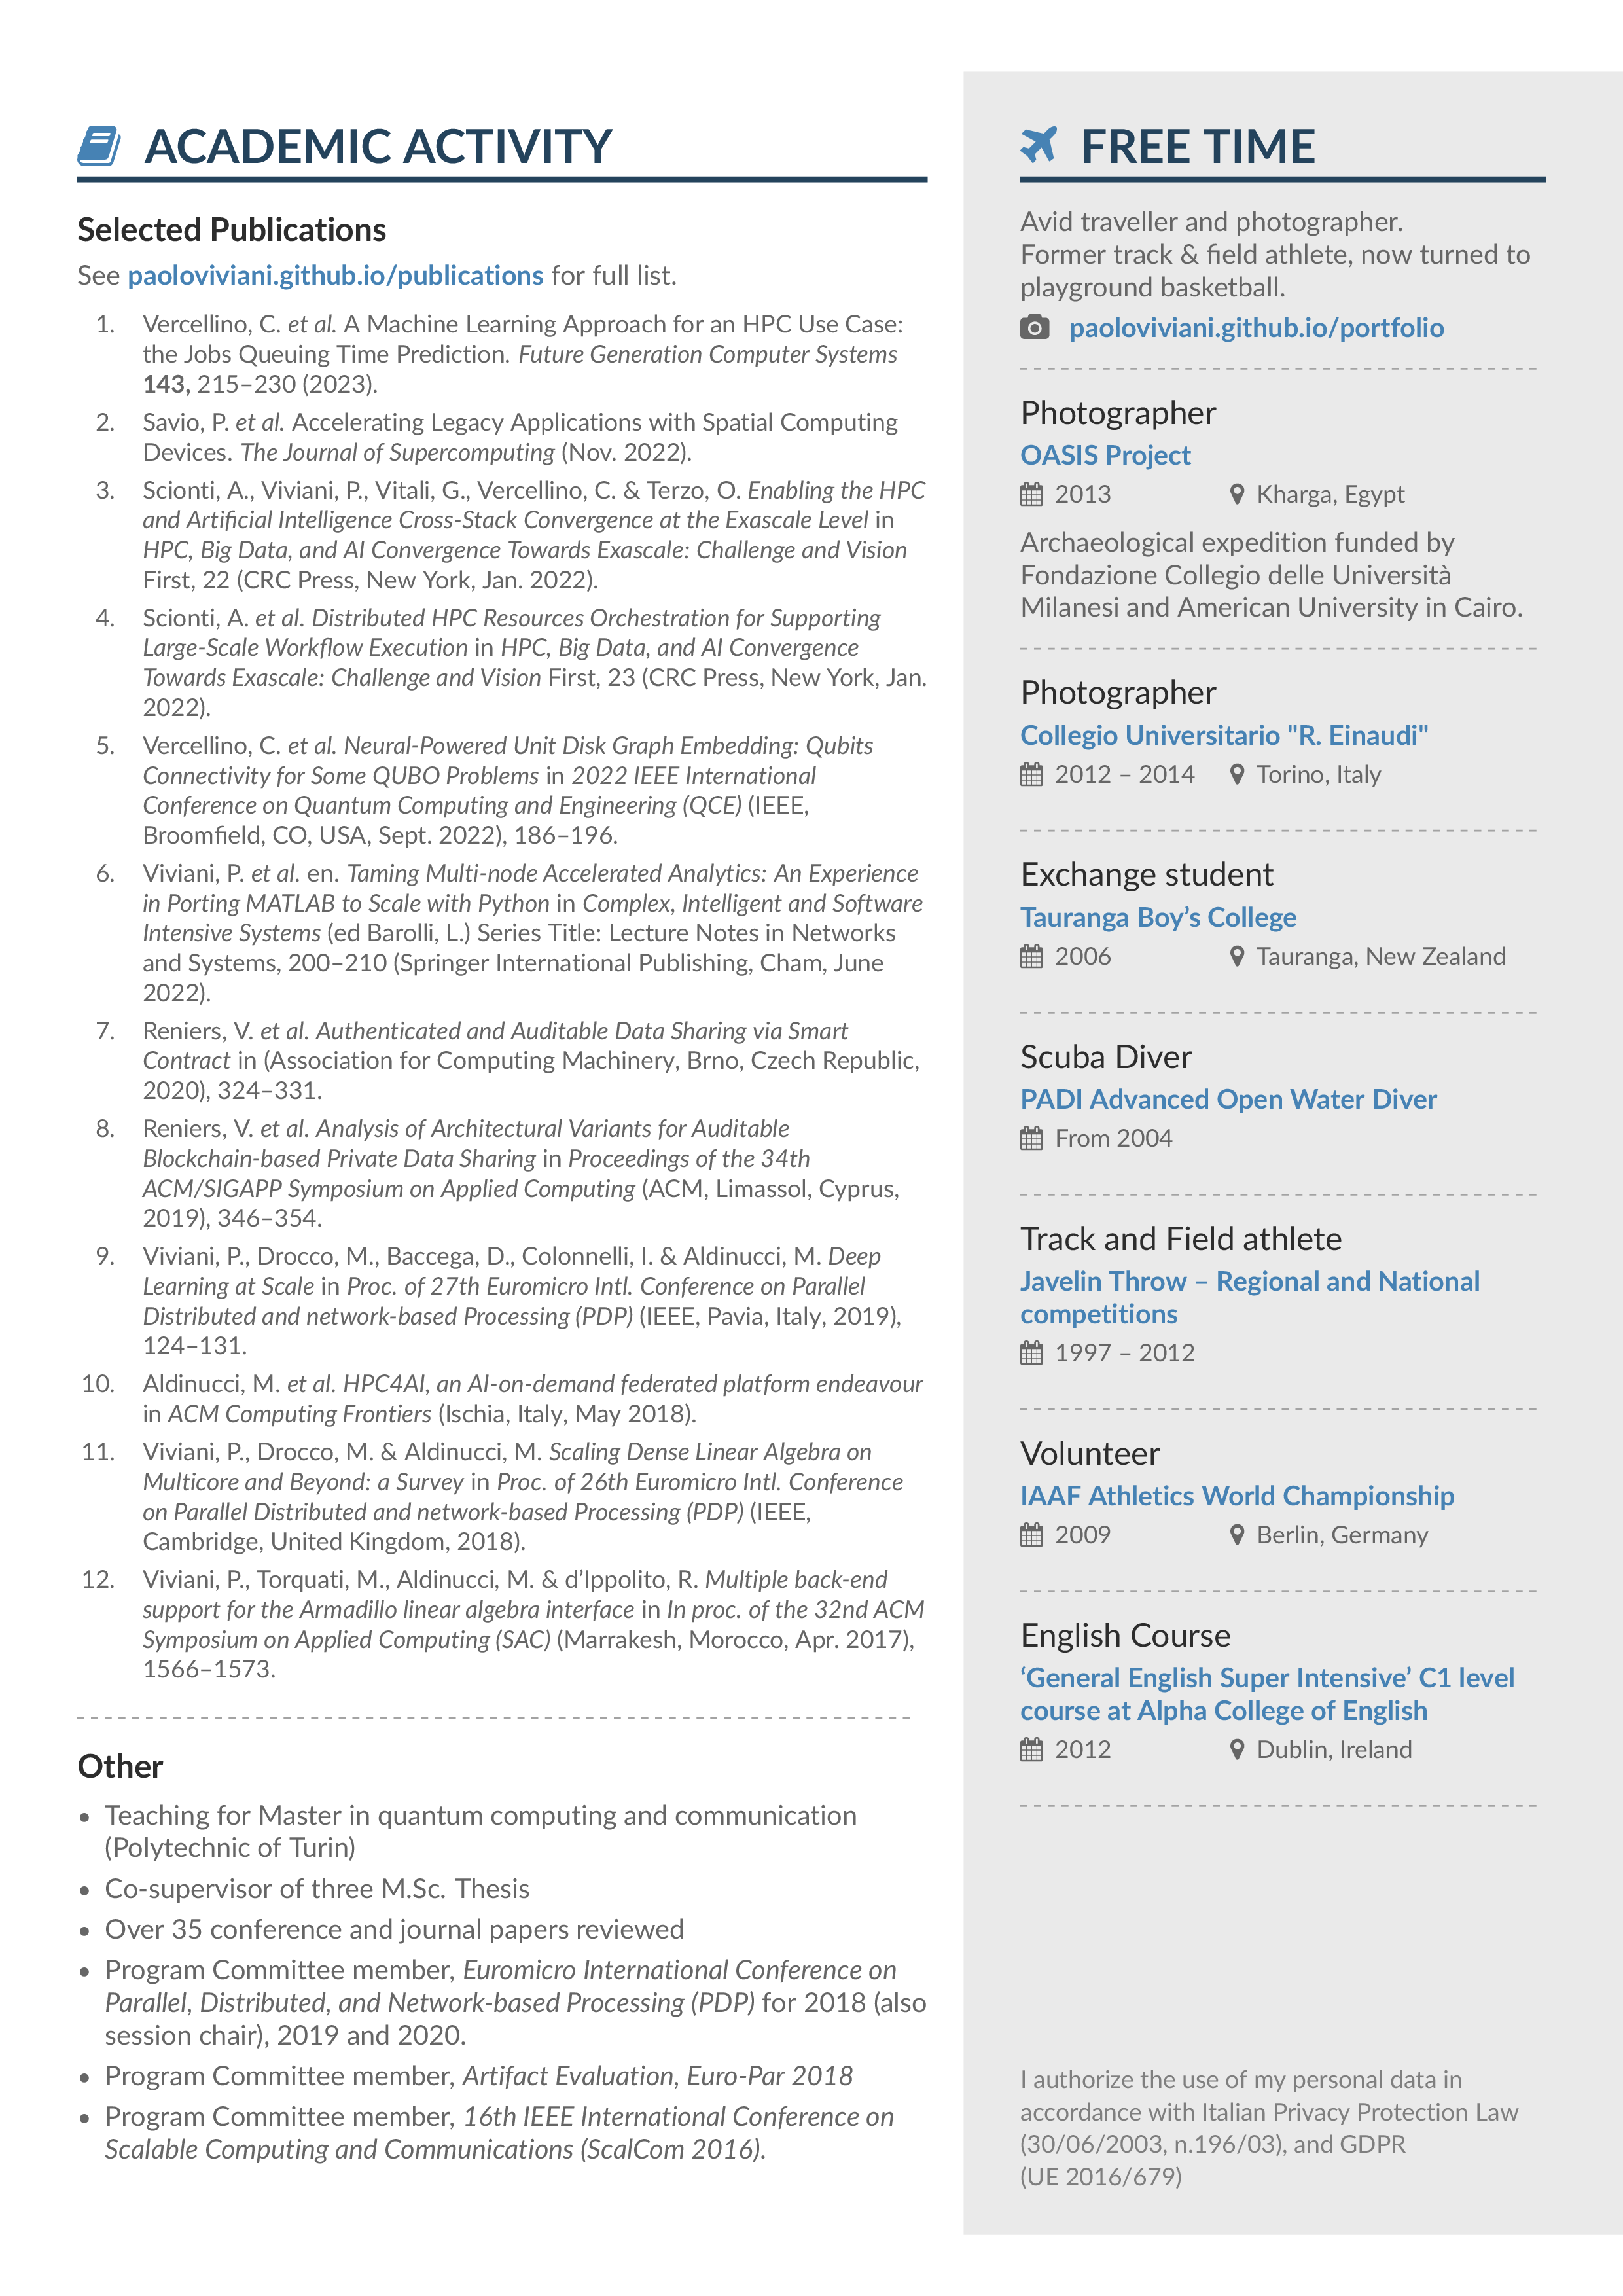 ACADEMIC ACTIVITY
Selected Publications
See paoloviviani.github.io/publications for full list.
1. Vercellino, C. et al. A Machine Learning Approach for an HPC Use Case:
the Jobs Queuing Time Prediction. Future Generation Computer Systems
143, 215–230 (2023).
2. Savio, P. et al. Accelerating Legacy Applications with Spatial Computing
Devices. The Journal of Supercomputing (Nov. 2022).
3. Scionti, A., Viviani, P., Vitali, G., Vercellino, C. & Terzo, O. Enabling the HPC
and Artificial Intelligence Cross-Stack Convergence at the Exascale Level in
HPC, Big Data, and AI Convergence Towards Exascale: Challenge and Vision
First, 22 (CRC Press, New York, Jan. 2022).
4. Scionti, A. et al. Distributed HPC Resources Orchestration for Supporting
Large-Scale Workflow Execution in HPC, Big Data, and AI Convergence
Towards Exascale: Challenge and Vision First, 23 (CRC Press, New York, Jan.
2022).
5. Vercellino, C. et al. Neural-Powered Unit Disk Graph Embedding: Qubits
Connectivity for Some QUBO Problems in 2022 IEEE International
Conference on Quantum Computing and Engineering (QCE) (IEEE,
Broomfield, CO, USA, Sept. 2022), 186–196.
6. Viviani, P. et al. en. Taming Multi-node Accelerated Analytics: An Experience
in Porting MATLAB to Scale with Python in Complex, Intelligent and Software
Intensive Systems (ed Barolli, L.) Series Title: Lecture Notes in Networks
and Systems, 200–210 (Springer International Publishing, Cham, June
2022).
7. Reniers, V. et al. Authenticated and Auditable Data Sharing via Smart
Contract in (Association for Computing Machinery, Brno, Czech Republic,
2020), 324–331.
8. Reniers, V. et al. Analysis of Architectural Variants for Auditable
Blockchain-based Private Data Sharing in Proceedings of the 34th
ACM/SIGAPP Symposium on Applied Computing (ACM, Limassol, Cyprus,
2019), 346–354.
9. Viviani, P., Drocco, M., Baccega, D., Colonnelli, I. & Aldinucci, M. Deep
Learning at Scale in Proc. of 27th Euromicro Intl. Conference on Parallel
Distributed and network-based Processing (PDP) (IEEE, Pavia, Italy, 2019),
124–131.
10. Aldinucci, M. et al. HPC4AI, an AI-on-demand federated platform endeavour
in ACM Computing Frontiers (Ischia, Italy, May 2018).
11. Viviani, P., Drocco, M. & Aldinucci, M. Scaling Dense Linear Algebra on
Multicore and Beyond: a Survey in Proc. of 26th Euromicro Intl. Conference
on Parallel Distributed and network-based Processing (PDP) (IEEE,
Cambridge, United Kingdom, 2018).
12. Viviani, P., Torquati, M., Aldinucci, M. & d’Ippolito, R. Multiple back-end
support for the Armadillo linear algebra interface in In proc. of the 32nd ACM
Symposium on Applied Computing (SAC) (Marrakesh, Morocco, Apr. 2017),
1566–1573.
Other
• Teaching for Master in quantum computing and communication
(Polytechnic of Turin)
• Co-supervisor of three M.Sc. Thesis
• Over 35 conference and journal papers reviewed
• Program Committee member, Euromicro International Conference on
Parallel, Distributed, and Network-based Processing (PDP) for 2018 (also
session chair), 2019 and 2020.
• Program Committee member, Artifact Evaluation, Euro-Par 2018
• Program Committee member, 16th IEEE International Conference on
Scalable Computing and Communications (ScalCom 2016).
FREE TIME
Avid traveller and photographer.
Former track & field athlete, now turned to
playground basketball.
paoloviviani.github.io/portfolio
Photographer
OASIS Project
2013 Kharga, Egypt
Archaeological expedition funded by
Fondazione Collegio delle Università
Milanesi and American University in Cairo.
Photographer
Collegio Universitario "R. Einaudi"
2012 – 2014 Torino, Italy
Exchange student
Tauranga Boy’s College
2006 Tauranga, New Zealand
Scuba Diver
PADI Advanced Open Water Diver
From 2004
Track and Field athlete
Javelin Throw – Regional and National
competitions
1997 – 2012
Volunteer
IAAF Athletics World Championship
2009 Berlin, Germany
English Course
‘General English Super Intensive’ C1 level
course at Alpha College of English
2012 Dublin, Ireland
I authorize the use of my personal data in
accordance with Italian Privacy Protection Law
(30/06/2003, n.196/03), and GDPR
(UE 2016/679)